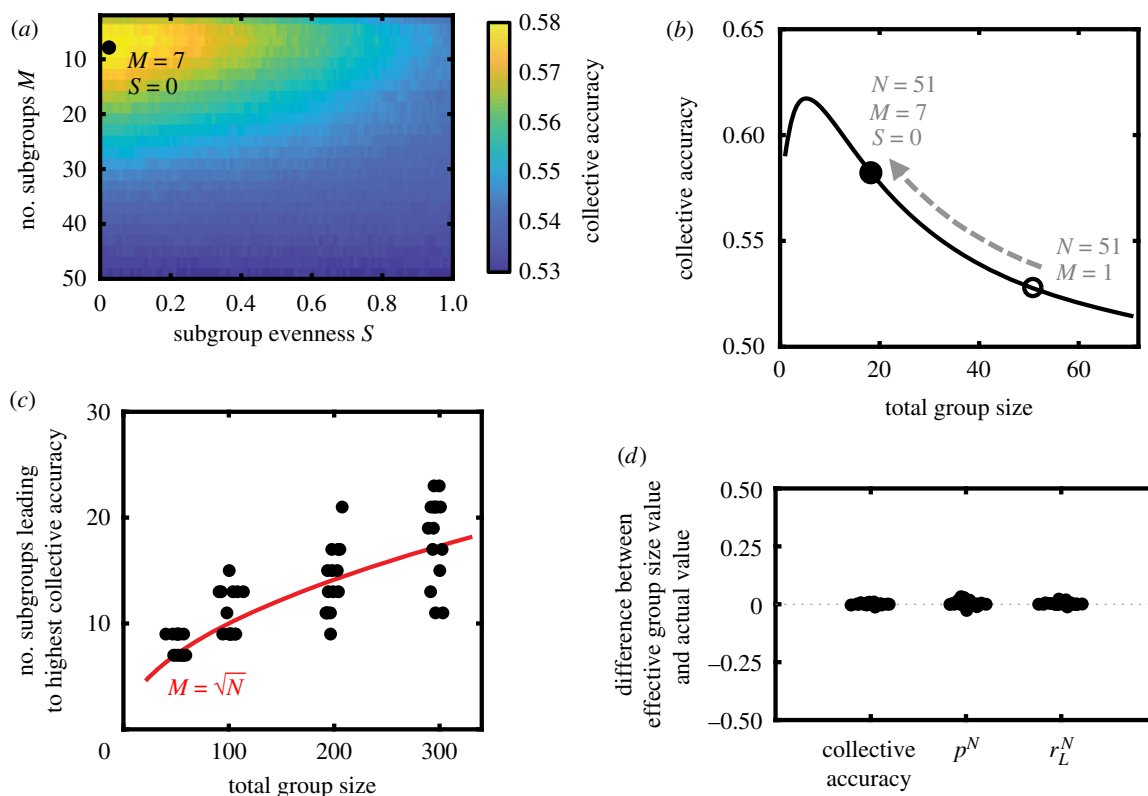 (a)
no. subgroups M
10
20
30
40
50
M = 7
S = 0
0
0.2
0.4
0.6
0.8
1.0
subgroup evenness S
0.58
0.57
0.56
0.55
0.54
0.53
collective accuracy
(b)
collective accuracy
0.65
0.60
0.55
0.50
N = 51
M = 7
S = 0
N = 51
M = 1
0
20
40
60
total group size
(c)
no. subgroups leading
to highest collective accuracy
30
20
10
0
M = √N
100
200
300
total group size
(d)
difference between
effective group size value
and actual value
0.50
0.25
0
–0.25
–0.50
collective
accuracy
p^N
r_L^N